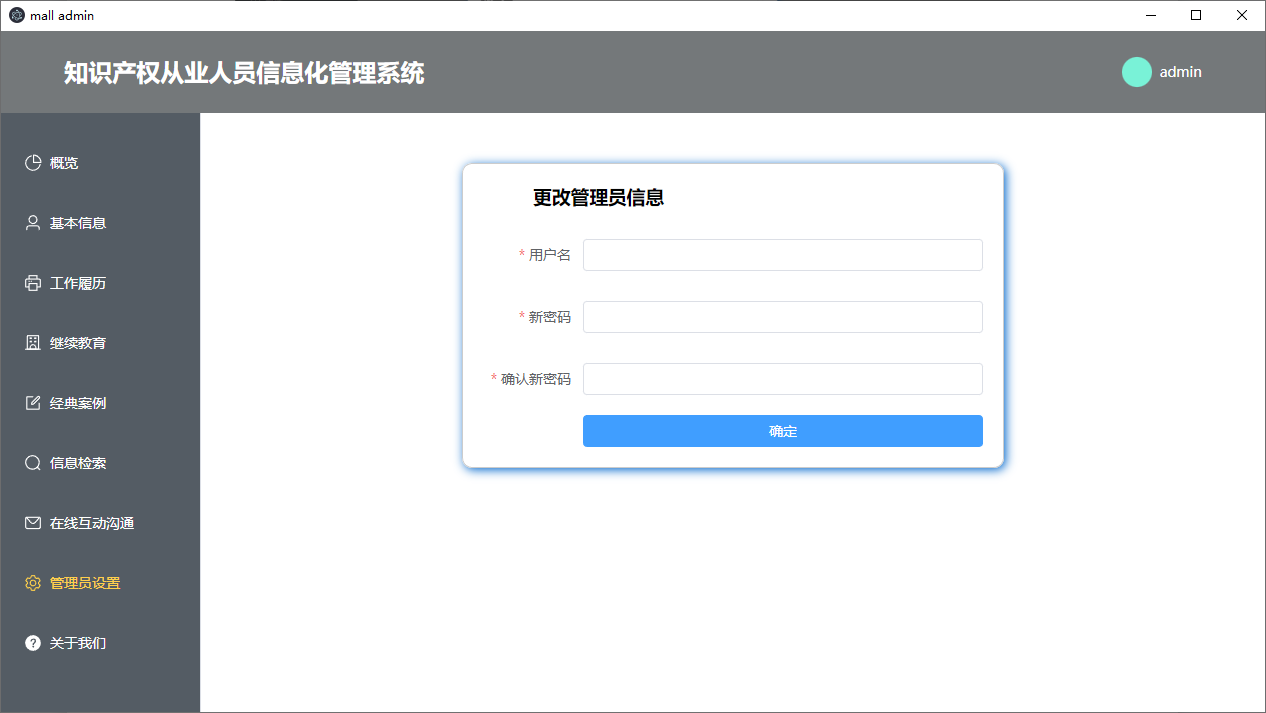 mall admin
知识产权从业人员信息化管理系统
admin
概览
基本信息
工作履历
继续教育
经典案例
信息检索
在线互动沟通
管理员设置
关于我们
更改管理员信息
* 用户名
* 新密码
* 确认新密码
确定